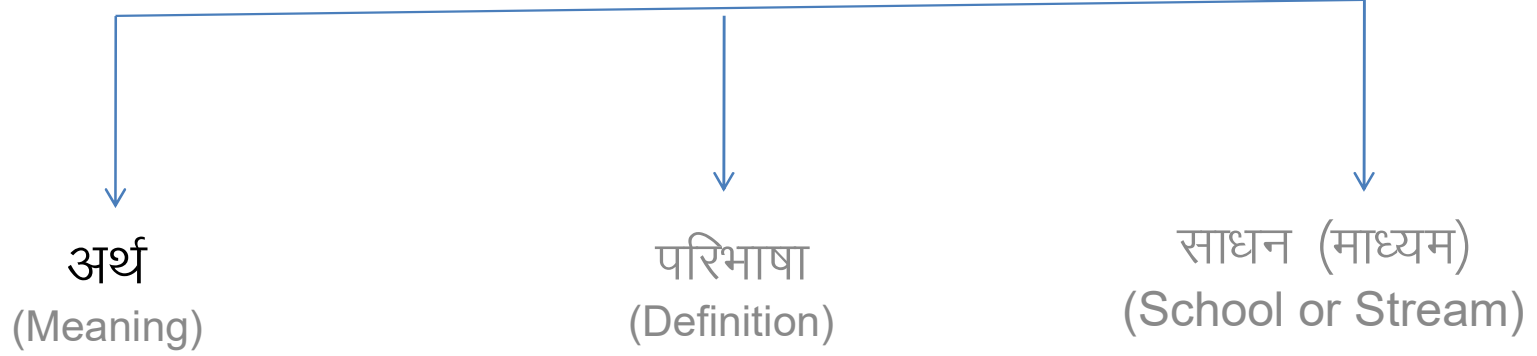 अर्थ
(Meaning)
परिभाषा
(Definition)
साधन (माध्यम)
(School or Stream)